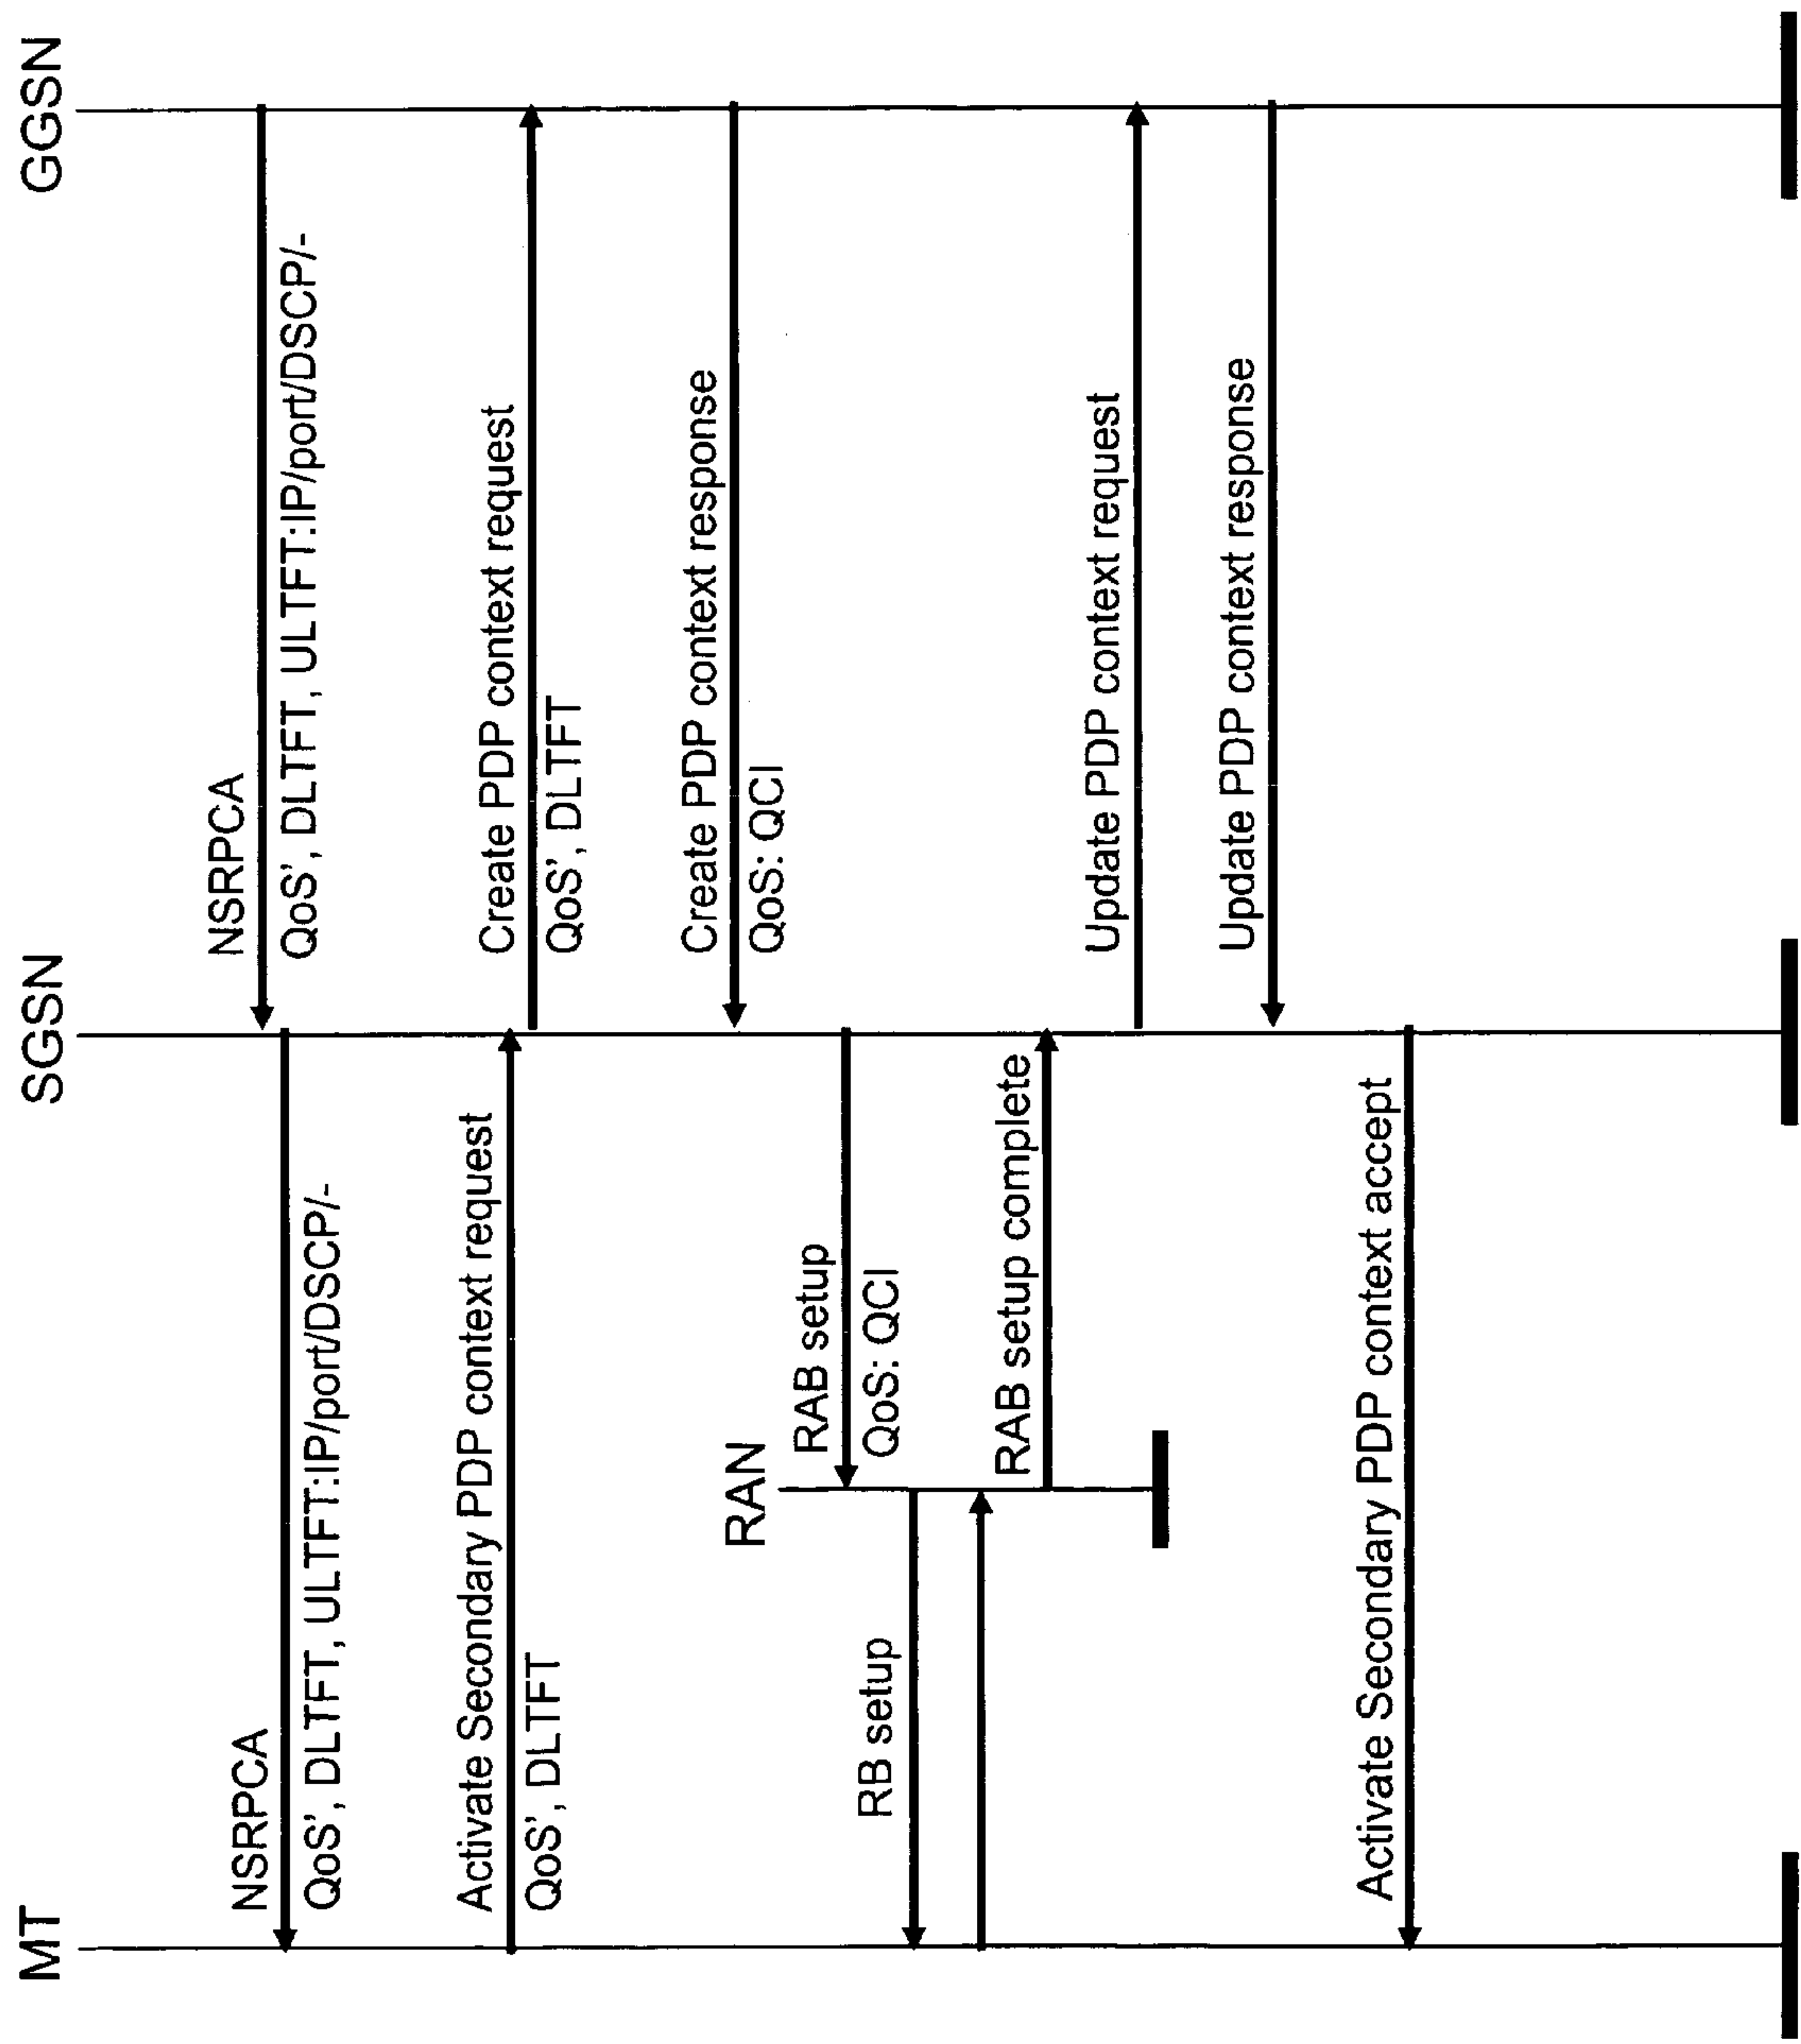 MT
SGSN
GGSN
NSRPCA
QoS', DLTFT, ULTFT:IP/port/DSCP/-
NSRPCA
QoS', DLTFT, ULTFT:IP/port/DSCP/-
Activate Secondary PDP context request
QoS', DLTFT
Create PDP context request
QoS', DLTFT
Create PDP context response
QoS: QCI
RAN
RAB setup
QoS: QCI
RB setup
RAB setup complete
Update PDP context request
Update PDP context response
Activate Secondary PDP context accept